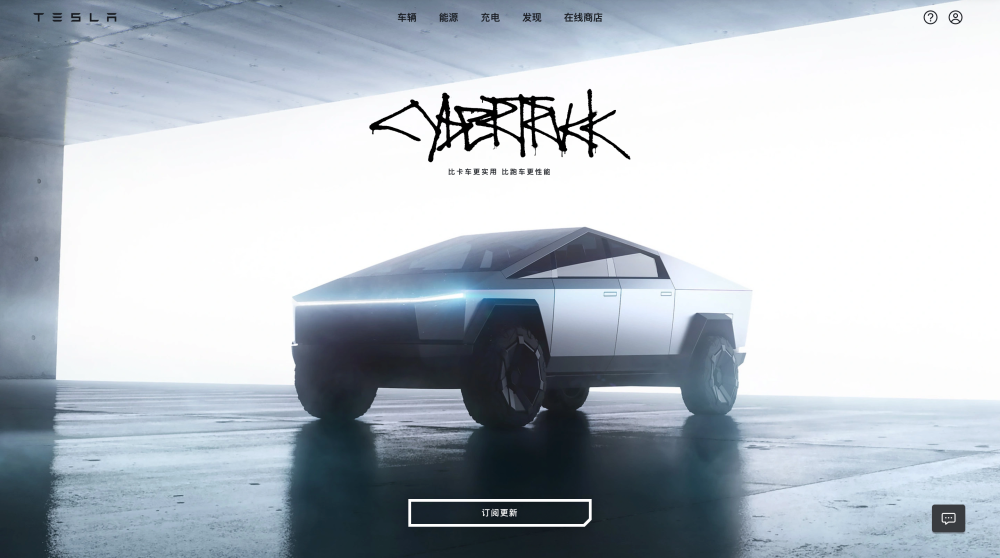 TESLA
车辆 能源 充电 发现 在线商店
CYBERTRUCK
比卡车更实用 比跑车更性能
订阅更新